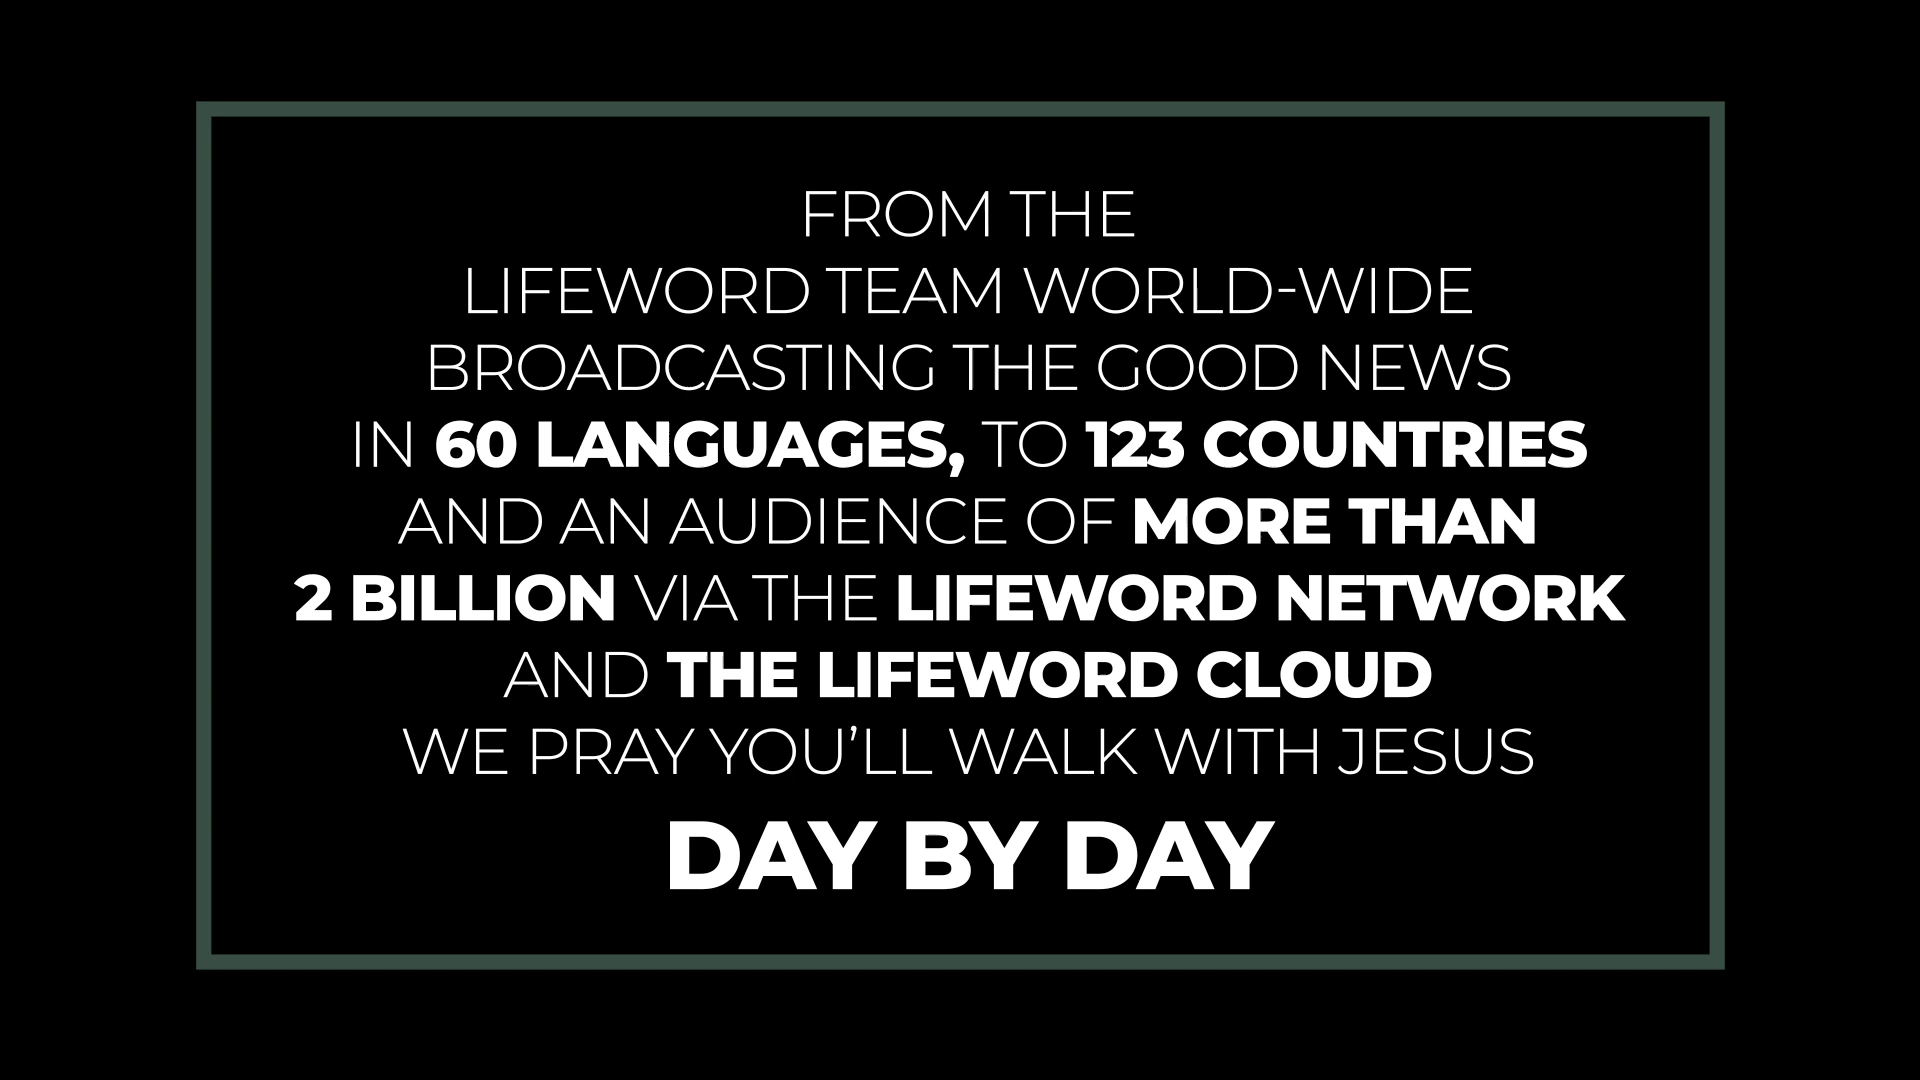 FROM THE
LIFEWORD TEAM WORLD-WIDE
BROADCASTING THE GOOD NEWS
IN 60 LANGUAGES, TO 123 COUNTRIES
AND AN AUDIENCE OF MORE THAN
2 BILLION VIA THE LIFEWORD NETWORK
AND THE LIFEWORD CLOUD
WE PRAY YOU’LL WALK WITH JESUS
DAY BY DAY